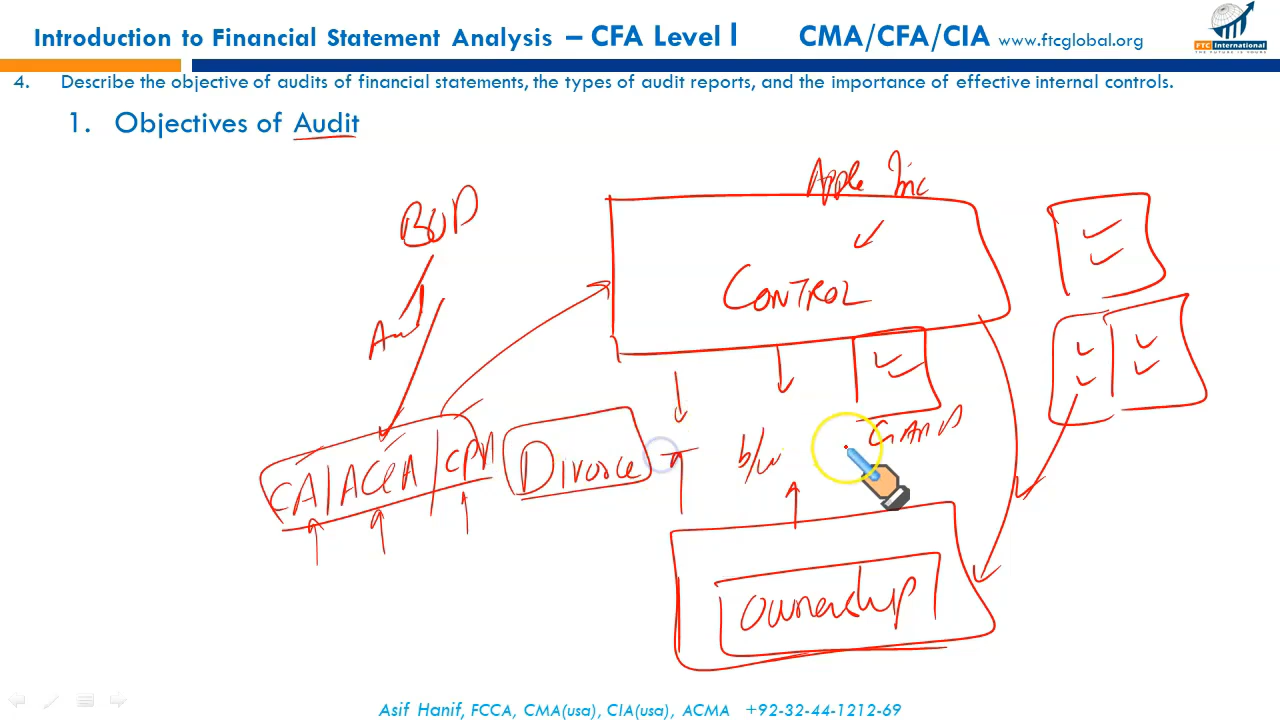 Introduction to Financial Statement Analysis – CFA Level I CMA/CFA/CIA www.ftcglobal.org
FTC International
4. Describe the objective of audits of financial statements, the types of audit reports, and the importance of effective internal controls.
1. Objectives of Audit
Apple Inc
BOD
CONTROL
CA/ACCA/CPA Divorce b/w
ownership
Asif Hanif, FCCA, CMA(usa), CIA(usa), ACMA +92-32-44-1212-69